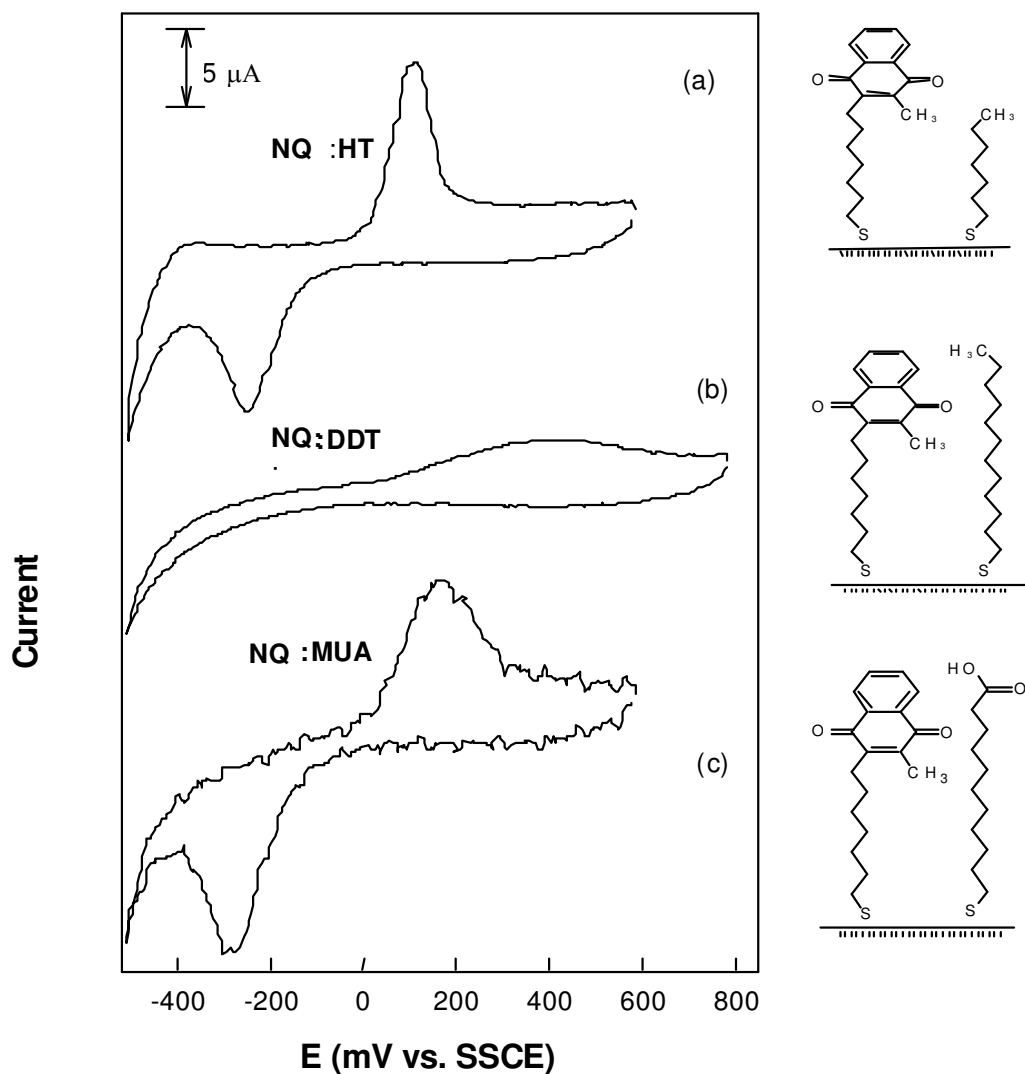 5 μA
(a)
NQ :HT
(b)
NQ:DDT
NQ :MUA
(c)
Current
-400 -200 0 200 400 600 800
E (mV vs. SSCE)
O
O
CH3
CH3
S
S
H3C
O
O
CH3
S
S
HO
O
O
O
CH3
S
S